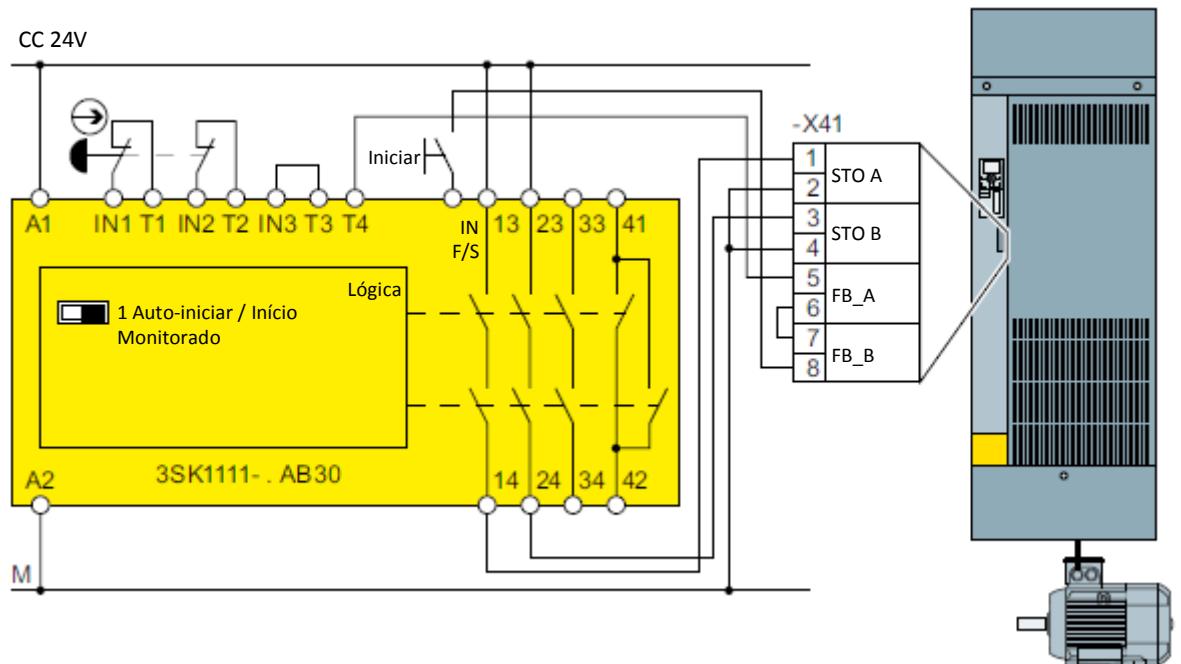 CC 24V
Iniciar
-X41
1
STO A
2
3
STO B
4
5
FB_A
6
7
FB_B
8
A1 IN1 T1 IN2 T2 IN3 T3 T4 IN 13 23 33 41
F/S
Lógica
1 Auto-iniciar / Início
Monitorado
A2 3SK1111- . AB30 14 24 34 42
M